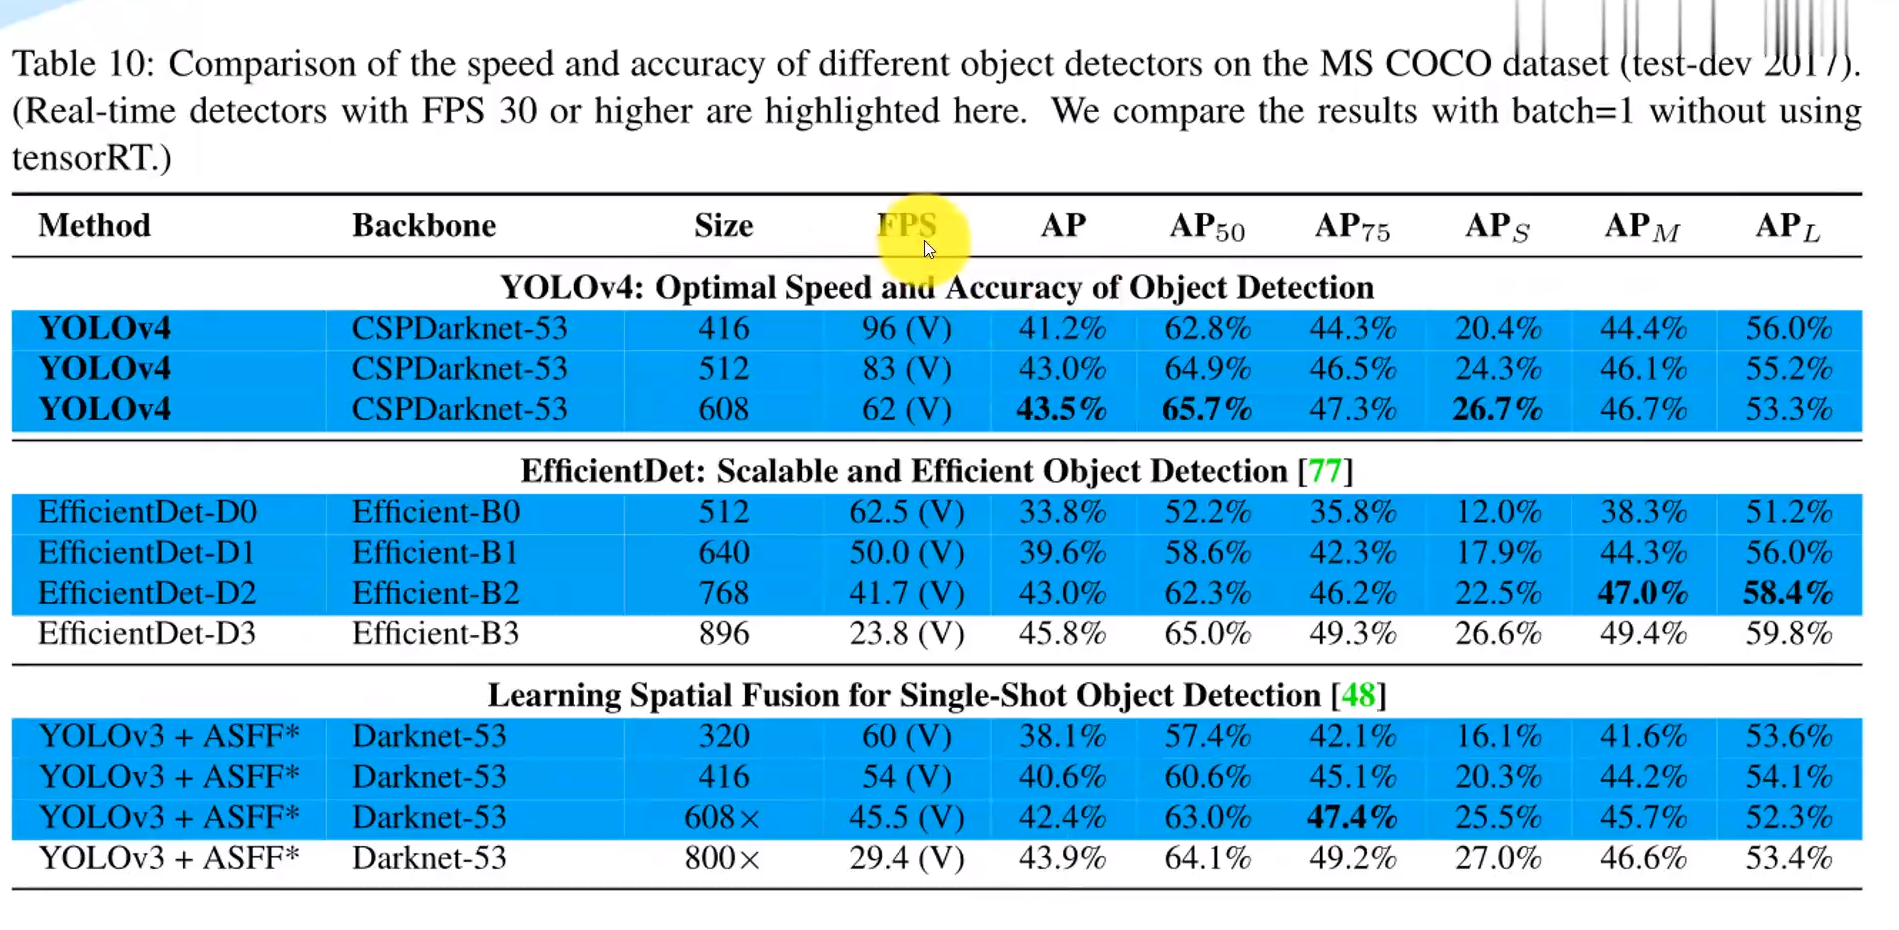 Table 10: Comparison of the speed and accuracy of different object detectors on the MS COCO dataset (test-dev 2017).
(Real-time detectors with FPS 30 or higher are highlighted here. We compare the results with batch=1 without using
tensorRT.)
Method Backbone Size FPS AP AP50 AP75 APS APM APL
YOLOv4: Optimal Speed and Accuracy of Object Detection
YOLOv4 CSPDarknet-53 416 96 (V) 41.2% 62.8% 44.3% 20.4% 44.4% 56.0%
YOLOv4 CSPDarknet-53 512 83 (V) 43.0% 64.9% 46.5% 24.3% 46.1% 55.2%
YOLOv4 CSPDarknet-53 608 62 (V) 43.5% 65.7% 47.3% 26.7% 46.7% 53.3%
EfficientDet: Scalable and Efficient Object Detection [77]
EfficientDet-D0 Efficient-B0 512 62.5 (V) 33.8% 52.2% 35.8% 12.0% 38.3% 51.2%
EfficientDet-D1 Efficient-B1 640 50.0 (V) 39.6% 58.6% 42.3% 17.9% 44.3% 56.0%
EfficientDet-D2 Efficient-B2 768 41.7 (V) 43.0% 62.3% 46.2% 22.5% 47.0% 58.4%
EfficientDet-D3 Efficient-B3 896 23.8 (V) 45.8% 65.0% 49.3% 26.6% 49.4% 59.8%
Learning Spatial Fusion for Single-Shot Object Detection [48]
YOLOv3 + ASFF* Darknet-53 320 60 (V) 38.1% 57.4% 42.1% 16.1% 41.6% 53.6%
YOLOv3 + ASFF* Darknet-53 416 54 (V) 40.6% 60.6% 45.1% 20.3% 44.2% 54.1%
YOLOv3 + ASFF* Darknet-53 608× 45.5 (V) 42.4% 63.0% 47.4% 25.5% 45.7% 52.3%
YOLOv3 + ASFF* Darknet-53 800× 29.4 (V) 43.9% 64.1% 49.2% 27.0% 46.6% 53.4%